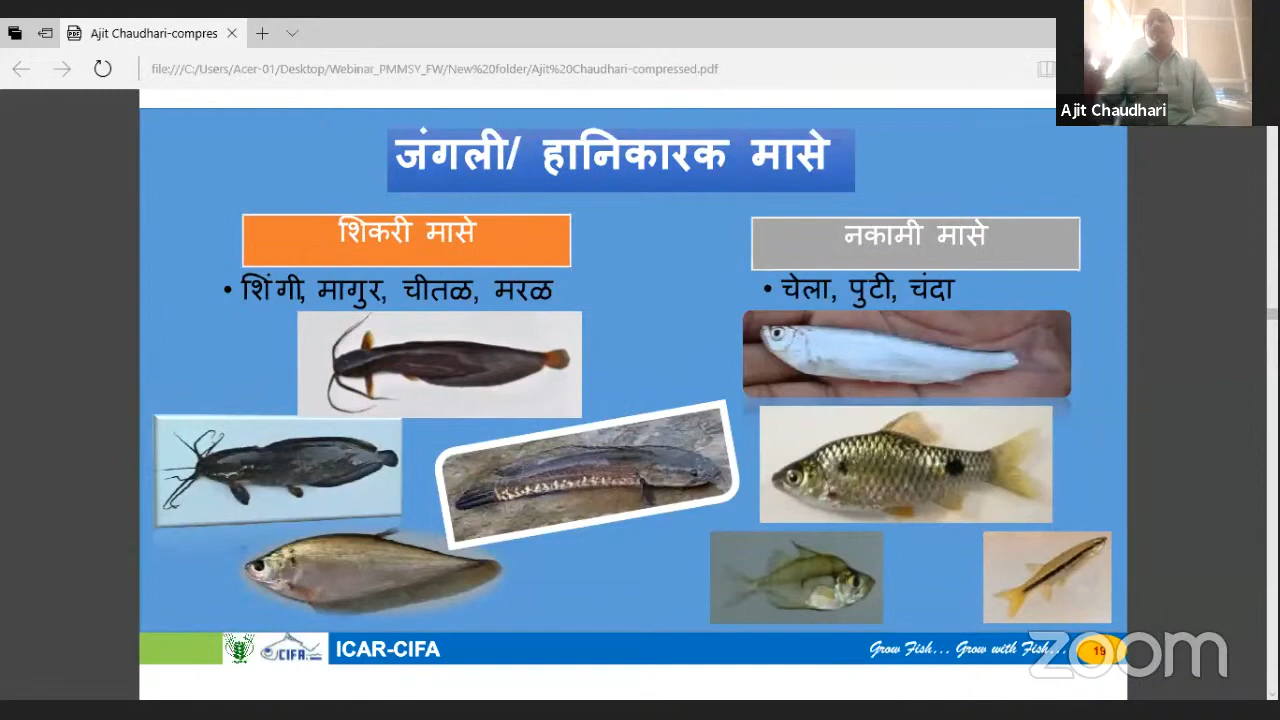 Ajit Chaudhari-compres
file:///C:/Users/Acer-01/Desktop/Webinar_PMMSY_FW/New%20folder/Ajit%20Chaudhari-compressed.pdf
Ajit Chaudhari
जंगली/ हानिकारक मासे
शिकरी मासे
नकामी मासे
• शिंगी, मागुर, चीतळ, मरळ
• चेला, पुटी, चंदा
CIFA
ICAR-CIFA
Grow Fish... Grow with Fish...
19
zoom